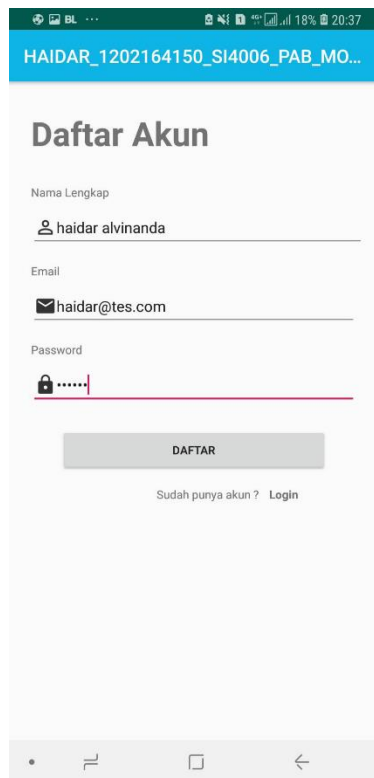 BL ... 18% 20:37
HAIDAR_1202164150_SI4006_PAB_MO...
Daftar Akun
Nama Lengkap
haidar alvinanda
Email
haidar@tes.com
Password
••••••
DAFTAR
Sudah punya akun ? Login